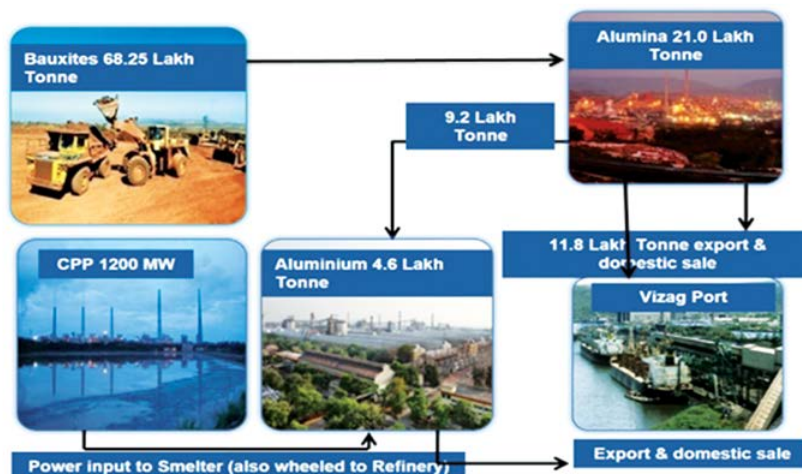 Bauxites 68.25 Lakh
Tonne
Alumina 21.0 Lakh
Tonne
9.2 Lakh
Tonne
CPP 1200 MW
Aluminium 4.6 Lakh
Tonne
11.8 Lakh Tonne export &
domestic sale
Vizag Port
Power input to Smelter (also wheeled to Refinery))
Export & domestic sale